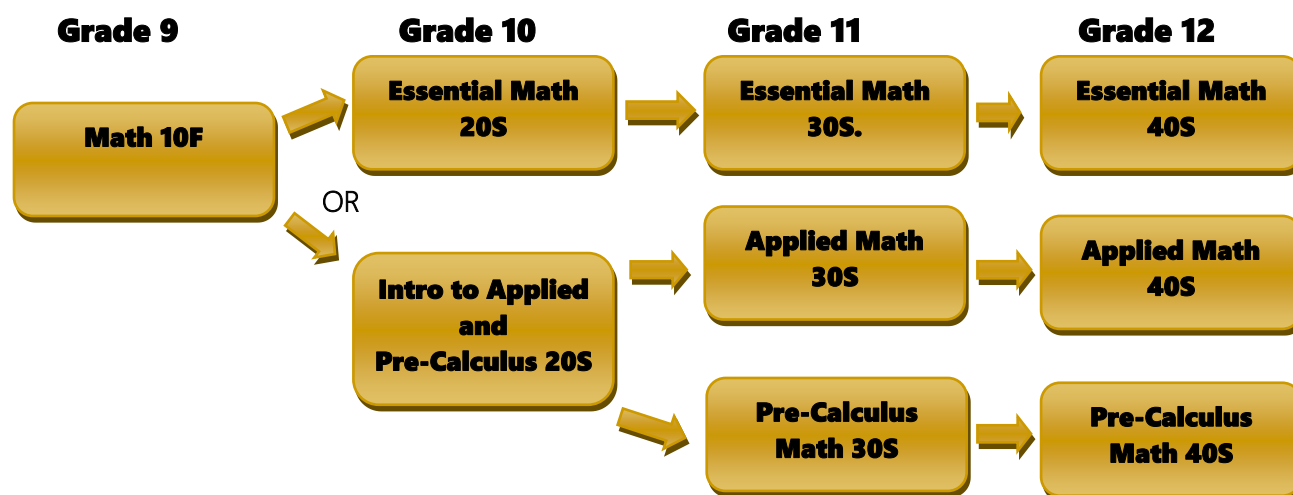 Grade 9
Grade 10
Grade 11
Grade 12
Math 10F
OR
Essential Math
20S
Intro to Applied
and
Pre-Calculus 20S
Essential Math
30S.
Applied Math
30S
Pre-Calculus
Math 30S
Essential Math
40S
Applied Math
40S
Pre-Calculus
Math 40S